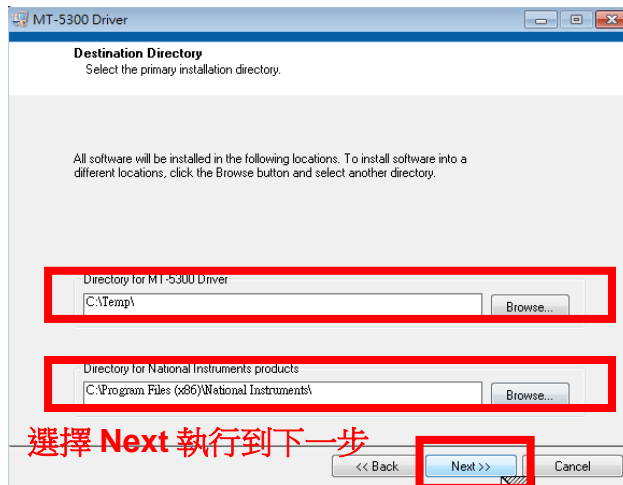 MT-5300 Driver
Destination Directory
Select the primary installation directory.
All software will be installed in the following locations. To install software into a
different locations, click the Browse button and select another directory.
Directory for MT-5300 Driver
C:\Temp\
Browse...
Directory for National Instruments products
C:\Program Files (x86)\National Instruments\
Browse...
選擇 Next 執行到下一步
<< Back
Next >>
Cancel